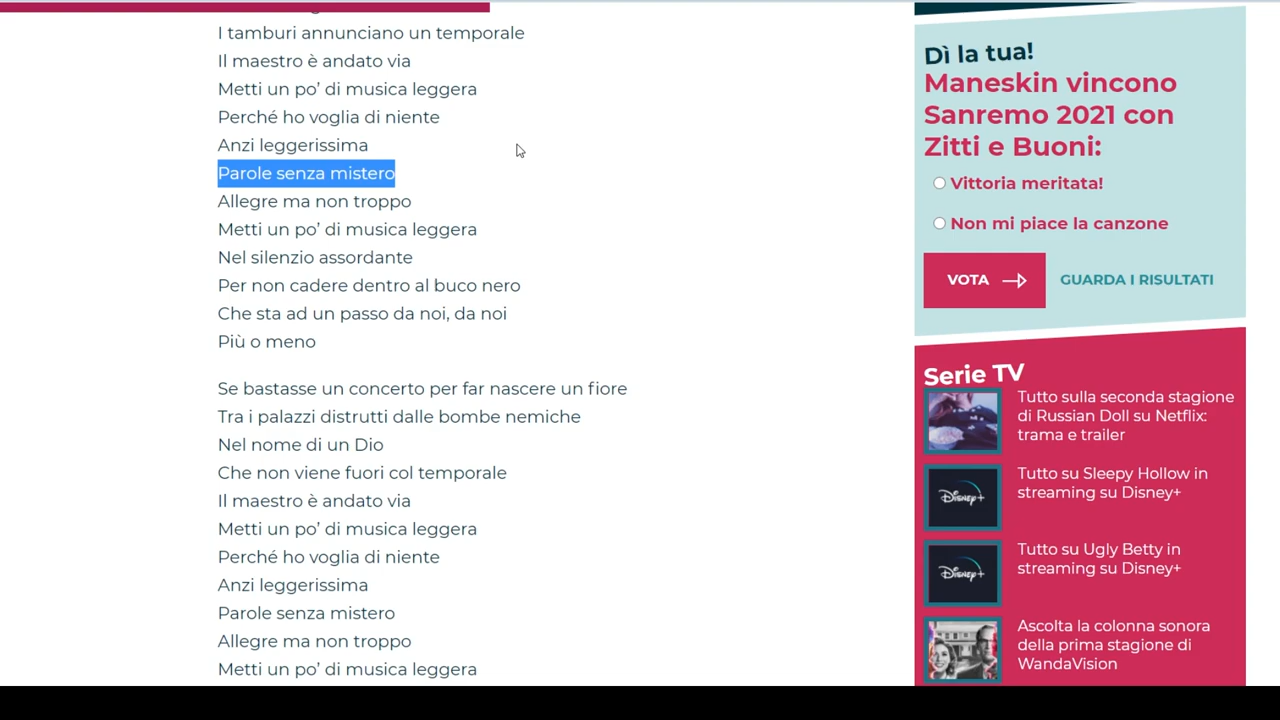 I tamburi annunciano un temporale
Il maestro è andato via
Metti un po’ di musica leggera
Perché ho voglia di niente
Anzi leggerissima
Parole senza mistero
Allegre ma non troppo
Metti un po’ di musica leggera
Nel silenzio assordante
Per non cadere dentro al buco nero
Che sta ad un passo da noi, da noi
Più o meno
Se bastasse un concerto per far nascere un fiore
Tra i palazzi distrutti dalle bombe nemiche
Nel nome di un Dio
Che non viene fuori col temporale
Il maestro è andato via
Metti un po’ di musica leggera
Perché ho voglia di niente
Anzi leggerissima
Parole senza mistero
Allegre ma non troppo
Metti un po’ di musica leggera
Dì la tua!
Maneskin vincono
Sanremo 2021 con
Zitti e Buoni:
Vittoria meritata!
Non mi piace la canzone
VOTA
GUARDA I RISULTATI
Serie TV
Tutto sulla seconda stagione
di Russian Doll su Netflix:
trama e trailer
Disney+
Tutto su Sleepy Hollow in
streaming su Disney+
Disney+
Tutto su Ugly Betty in
streaming su Disney+
Ascolta la colonna sonora
della prima stagione di
WandaVision